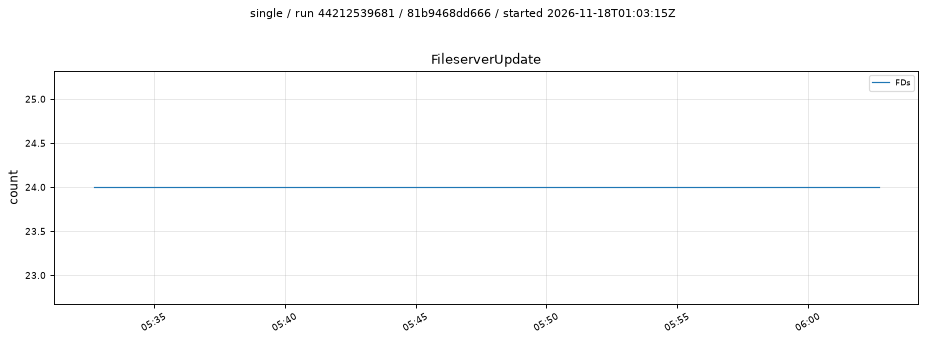 single / run 44212539681 / 81b9468dd666 / started 2026-11-18T01:03:15Z
FileserverUpdate
FDs
count
25.0
24.5
24.0
23.5
23.0
05:35
05:40
05:45
05:50
05:55
06:00